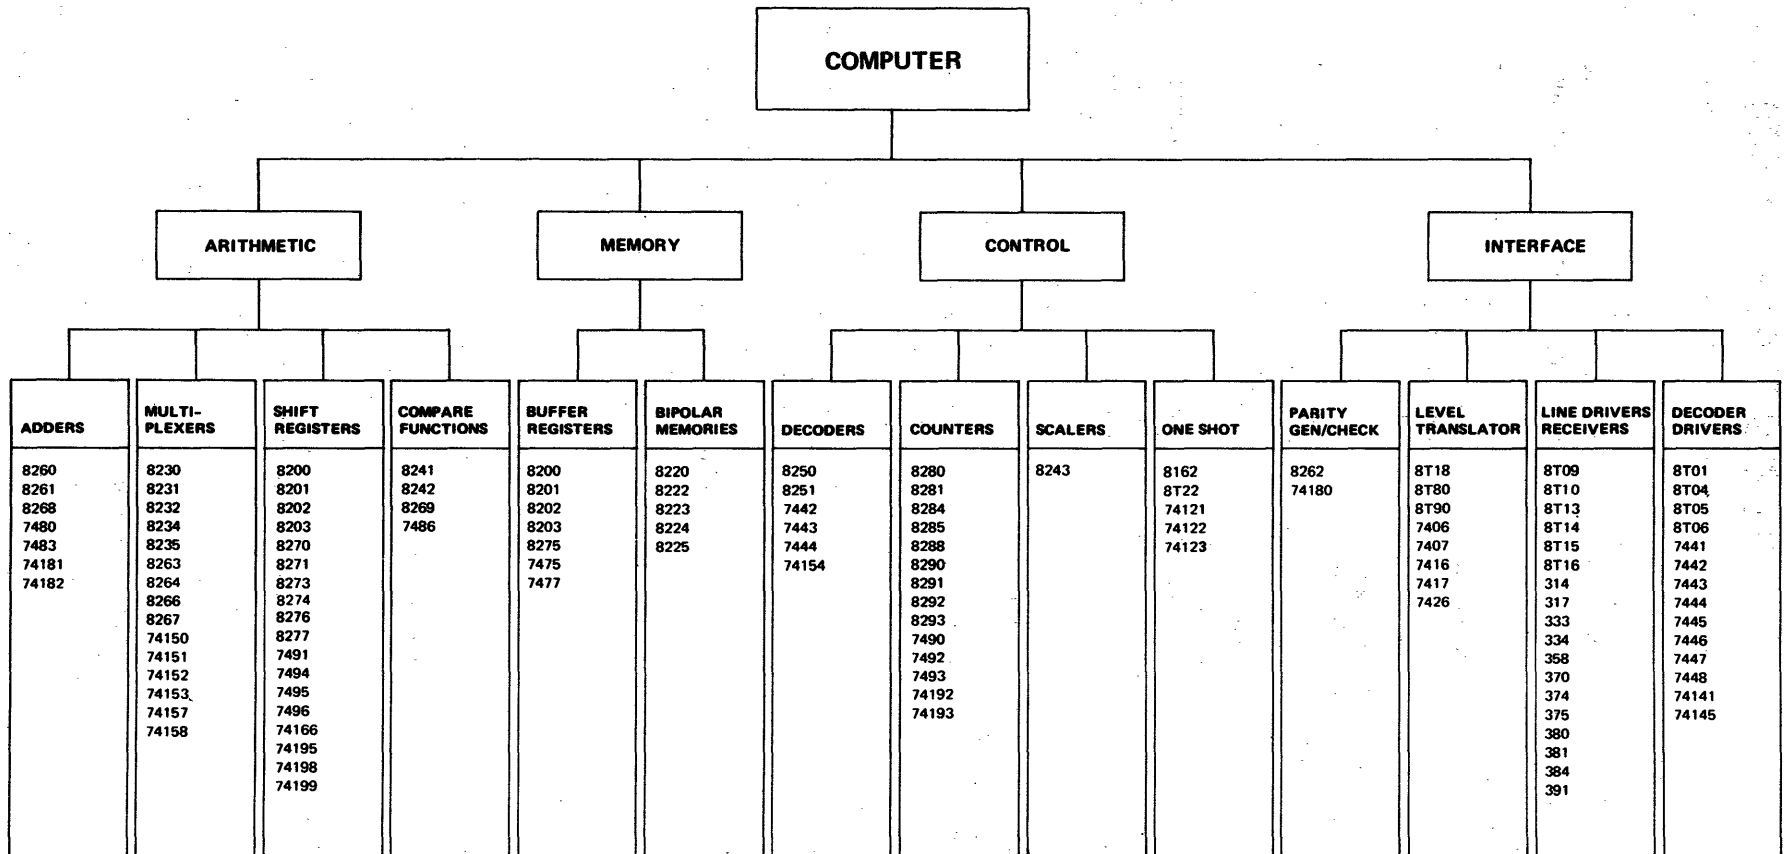 COMPUTER
ARITHMETIC
MEMORY
CONTROL
INTERFACE
ADDERS
8260
8261
8268
7480
7483
74181
74182
MULTI-
PLEXERS
8230
8231
8232
8234
8235
8263
8264
8266
8267
74150
74151
74152
74153
74157
74158
SHIFT
REGISTERS
8200
8201
8202
8203
8270
8271
8273
8274
8276
8277
7491
7494
7495
7496
74166
74195
74198
74199
COMPARE
FUNCTIONS
8241
8242
8269
7486
BUFFER
REGISTERS
8200
8201
8202
8203
8275
7475
7477
BIPOLAR
MEMORIES
8220
8222
8223
8224
8225
DECODERS
8250
8251
7442
7443
7444
74154
COUNTERS
8280
8281
8284
8285
8288
8290
8291
8292
8293
7490
7492
7493
74192
74193
SCALERS
8243
ONE SHOT
8162
8T22
74121
74122
74123
PARITY
GEN/CHECK
8262
74180
LEVEL
TRANSLATOR
8T18
8T80
8T90
7406
7407
7416
7417
7426
LINE DRIVERS
RECEIVERS
8T09
8T10
8T13
8T14
8T15
8T16
314
317
333
334
358
370
374
375
380
381
384
391
DECODER
DRIVERS
8T01
8T04
8T05
8T06
7441
7442
7443
7444
7445
7446
7447
7448
74141
74145